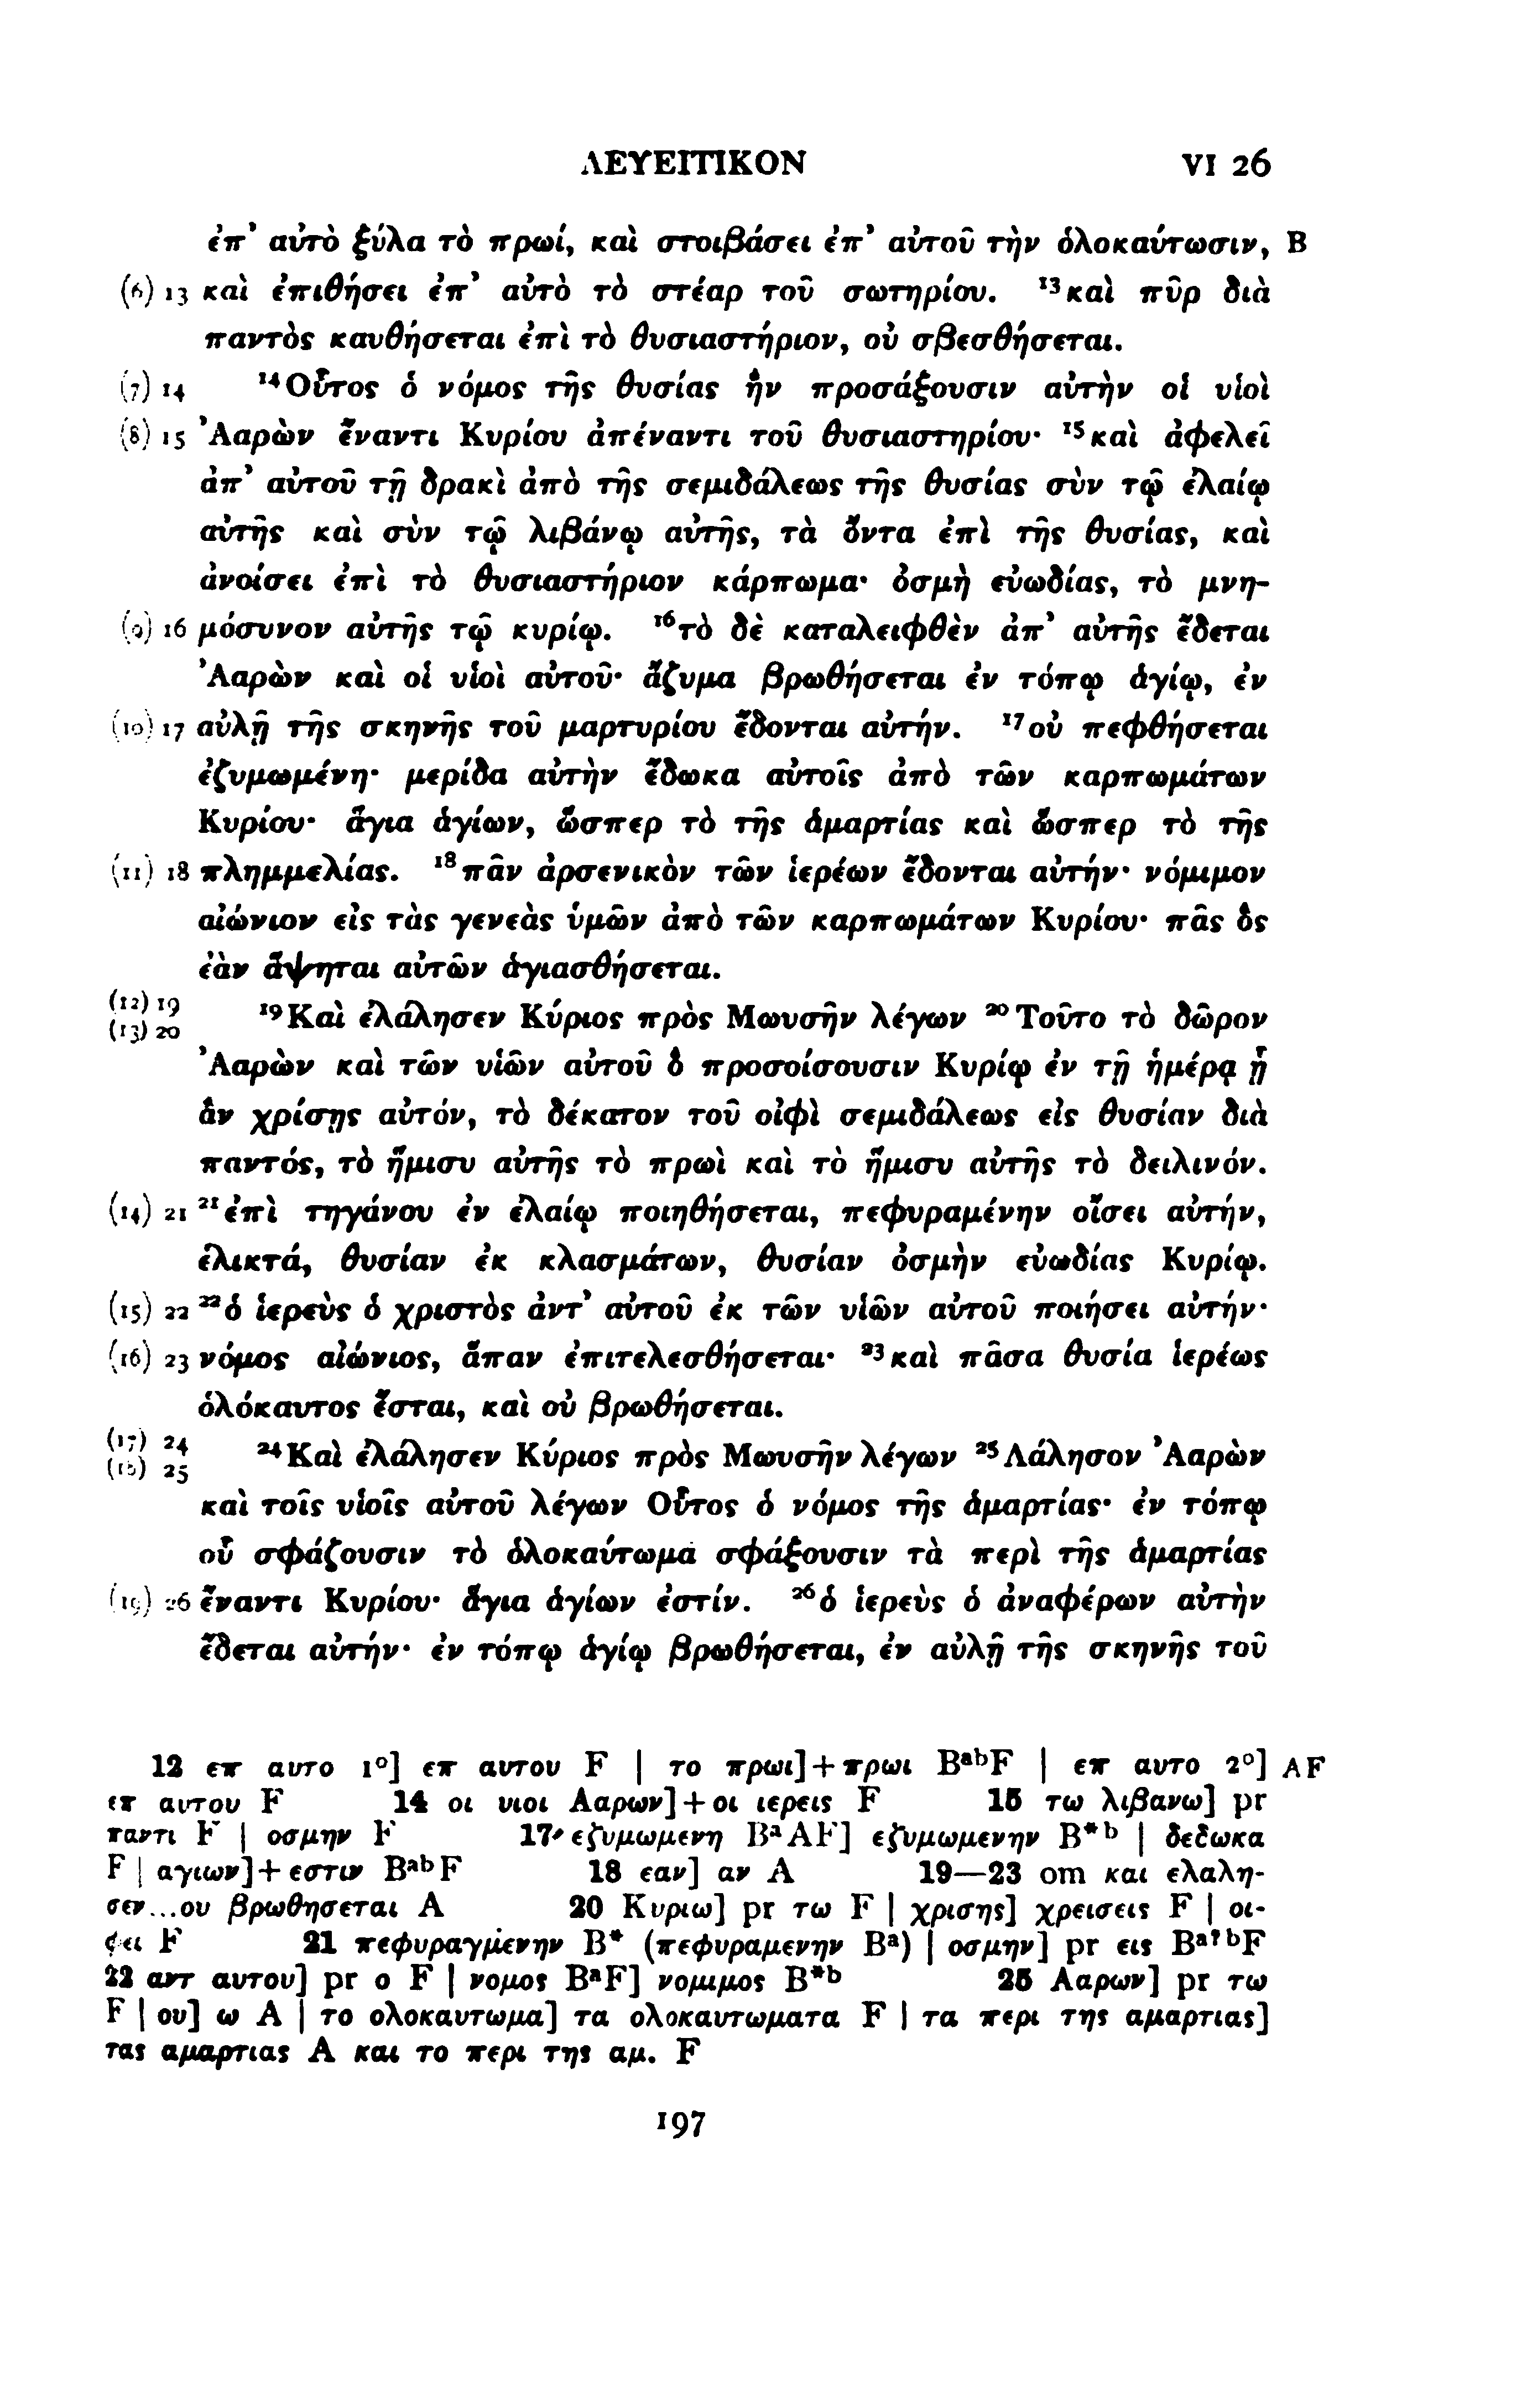 ΛΕΥΕΙΤΙΚΟΝ VI 26
ἐπ᾽ αὐτὸ ξύλα τὸ πρωί, καὶ στοιβάσει ἐπ᾽ αὐτοῦ τὴν ὁλοκαύτωσιν, B
(6) 13 καὶ ἐπιθήσει ἐπ᾽ αὐτὸ τὸ στέαρ τοῦ σωτηρίου. ¹³καὶ πῦρ διὰ
παντὸς καυθήσεται ἐπὶ τὸ θυσιαστήριον, οὐ σβεσθήσεται.
(7) 14 ¹⁴Οὗτος ὁ νόμος τῆς θυσίας ἣν προσάξουσιν αὐτὴν οἱ υἱοὶ
(8) 15 Ἀαρὼν ἔναντι Κυρίου ἀπέναντι τοῦ θυσιαστηρίου· ¹⁵καὶ ἀφελεῖ
ἀπ᾽ αὐτοῦ τῇ δρακὶ ἀπὸ τῆς σεμιδάλεως τῆς θυσίας σὺν τῷ ἐλαίῳ
αὐτῆς καὶ σὺν τῷ λιβάνῳ αὐτῆς, τὰ ὄντα ἐπὶ τῆς θυσίας, καὶ
ἀνοίσει ἐπὶ τὸ θυσιαστήριον κάρπωμα· ὀσμὴ εὐωδίας, τὸ μνη-
(9) 16 μόσυνον αὐτῆς τῷ κυρίῳ. ¹⁶τὸ δὲ καταλειφθὲν ἀπ᾽ αὐτῆς ἔδεται
Ἀαρὼν καὶ οἱ υἱοὶ αὐτοῦ· ἄζυμα βρωθήσεται ἐν τόπῳ ἁγίῳ, ἐν
(10) 17 αὐλῇ τῆς σκηνῆς τοῦ μαρτυρίου ἔδονται αὐτήν. ¹⁷οὐ πεφθήσεται
ἐζυμωμένη· μερίδα αὐτὴν ἔδωκα αὐτοῖς ἀπὸ τῶν καρπωμάτων
Κυρίου· ἅγια ἁγίων, ὥσπερ τὸ τῆς ἁμαρτίας καὶ ὥσπερ τὸ τῆς
(11) 18 πλημμελίας. ¹⁸πᾶν ἀρσενικὸν τῶν ἱερέων ἔδονται αὐτήν· νόμιμον
αἰώνιον εἰς τὰς γενεὰς ὑμῶν ἀπὸ τῶν καρπωμάτων Κυρίου· πᾶς ὃς
ἐὰν ἅψηται αὐτῶν ἁγιασθήσεται.
(12) 19 ¹⁹Καὶ ἐλάλησεν Κύριος πρὸς Μωυσῆν λέγων ²⁰Τοῦτο τὸ δῶρον
(13) 20
Ἀαρὼν καὶ τῶν υἱῶν αὐτοῦ ὃ προσοίσουσιν Κυρίῳ ἐν τῇ ἡμέρᾳ ᾗ
ἂν χρίσῃς αὐτόν, τὸ δέκατον τοῦ οἰφὶ σεμιδάλεως εἰς θυσίαν διὰ
παντός, τὸ ἥμισυ αὐτῆς τὸ πρωὶ καὶ τὸ ἥμισυ αὐτῆς τὸ δειλινόν.
(14) 21 ²¹ἐπὶ τηγάνου ἐν ἐλαίῳ ποιηθήσεται, πεφυραμένην οἴσει αὐτήν,
ἑλικτά, θυσίαν ἐκ κλασμάτων, θυσίαν ὀσμὴν εὐωδίας Κυρίῳ.
(15) 22 ²²ὁ ἱερεὺς ὁ χριστὸς ἀντ᾽ αὐτοῦ ἐκ τῶν υἱῶν αὐτοῦ ποιήσει αὐτήν·
(16) 23 νόμος αἰώνιος, ἅπαν ἐπιτελεσθήσεται· ²³καὶ πᾶσα θυσία ἱερέως
ὁλόκαυτος ἔσται, καὶ οὐ βρωθήσεται.
(17) 24 ²⁴Καὶ ἐλάλησεν Κύριος πρὸς Μωυσῆν λέγων ²⁵Λάλησον Ἀαρὼν
(18) 25
καὶ τοῖς υἱοῖς αὐτοῦ λέγων Οὗτος ὁ νόμος τῆς ἁμαρτίας· ἐν τόπῳ
οὗ σφάζουσιν τὸ ὁλοκαύτωμα σφάξουσιν τὰ περὶ τῆς ἁμαρτίας
(19) 26 ἔναντι Κυρίου· ἅγια ἁγίων ἐστίν. ²⁶ὁ ἱερεὺς ὁ ἀναφέρων αὐτὴν
ἔδεται αὐτήν· ἐν τόπῳ ἁγίῳ βρωθήσεται, ἐν αὐλῇ τῆς σκηνῆς τοῦ
12 επ αυτο 1°] επ αυτου F | το πρωι]+πρωι BᵃᵇF | επ αυτο 2°] AF
επ αυτου F 14 οι υιοι Ααρων]+οι ιερεις F 15 τω λιβανω] pr
παντι F | οσμην F 17 εζυμωμενη BᵃAF] εζυμωμενην B*ᵇ | δεδωκα
F | αγιων]+εστιν BᵃᵇF 18 εαν] αν A 19—23 om και ελαλη-
σεν...ου βρωθησεται A 20 Κυριω] pr τω F | χρισης] χρεισεις F | οι-
φει F 21 πεφυραγμενην B* (πεφυραμενην Bᵃ) | οσμην] pr εις Bᵃ?ᵇF
22 αντ αυτου] pr ο F | νομος BᵃF] νομιμος B*ᵇ 25 Ααρων] pr τω
F | ου] ω A | το ολοκαυτωμα] τα ολοκαυτωματα F | τα περι της αμαρτιας]
τας αμαρτιας A και το περι της αμ. F
197